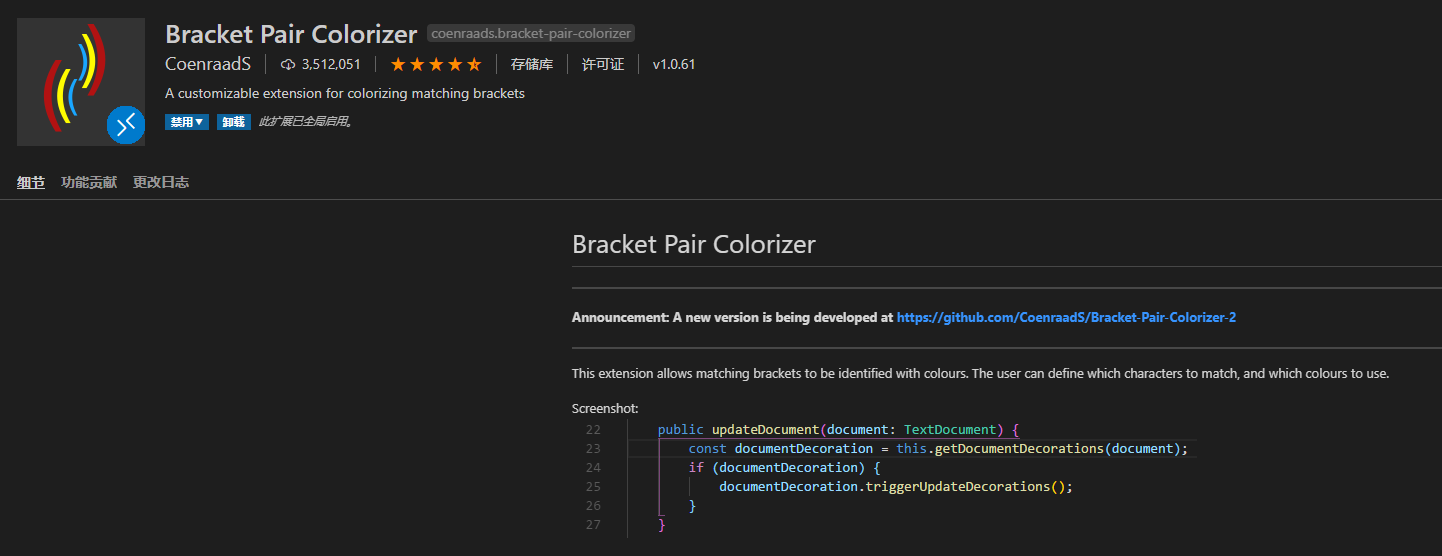 Bracket Pair Colorizer coenraads.bracket-pair-colorizer
CoenraadS 3,512,051 存储库 许可证 v1.0.61
A customizable extension for colorizing matching brackets
禁用▼ 卸载 此扩展已全局启用。
细节 功能贡献 更改日志
Bracket Pair Colorizer
Announcement: A new version is being developed at https://github.com/CoenraadS/Bracket-Pair-Colorizer-2
This extension allows matching brackets to be identified with colours. The user can define which characters to match, and which colours to use.
Screenshot:
22 public updateDocument(document: TextDocument) {
23 const documentDecoration = this.getDocumentDecorations(document);
24 if (documentDecoration) {
25 documentDecoration.triggerUpdateDecorations();
26 }
27 }